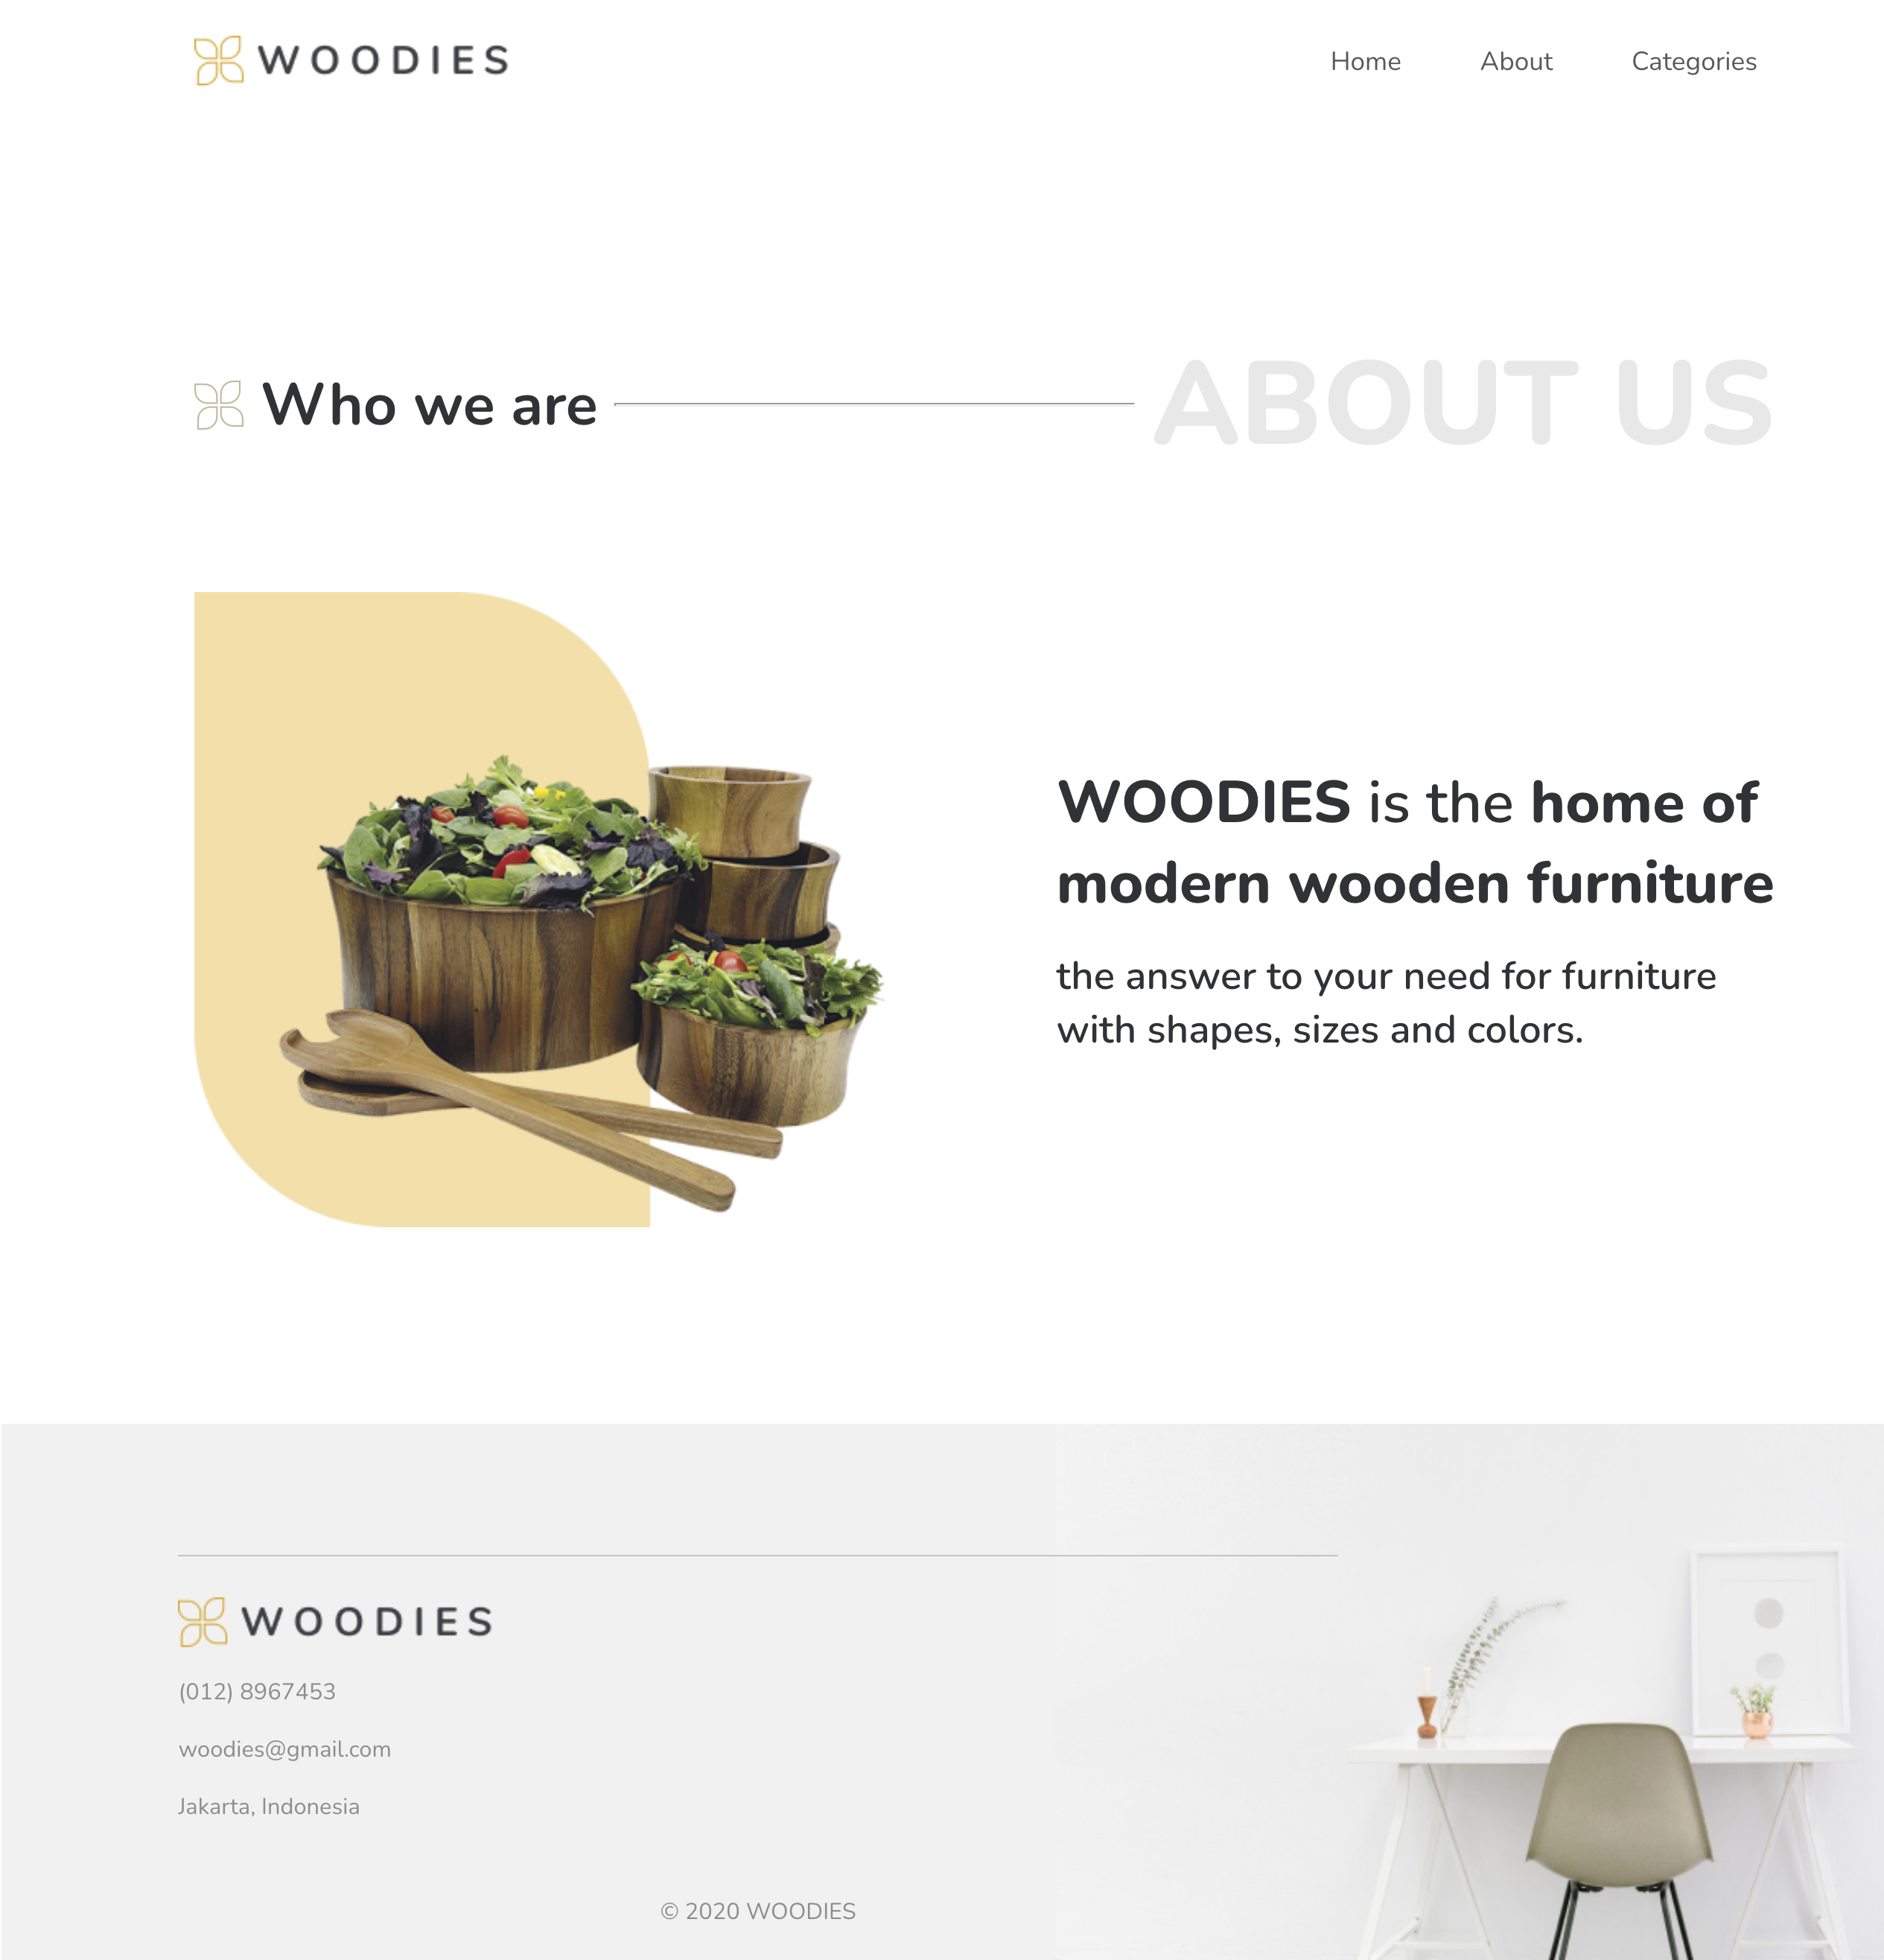 WOODIES
Home About Categories
Who we are
ABOUT US
WOODIES is the home of
modern wooden furniture
the answer to your need for furniture
with shapes, sizes and colors.
WOODIES
(012) 8967453
woodies@gmail.com
Jakarta, Indonesia
© 2020 WOODIES